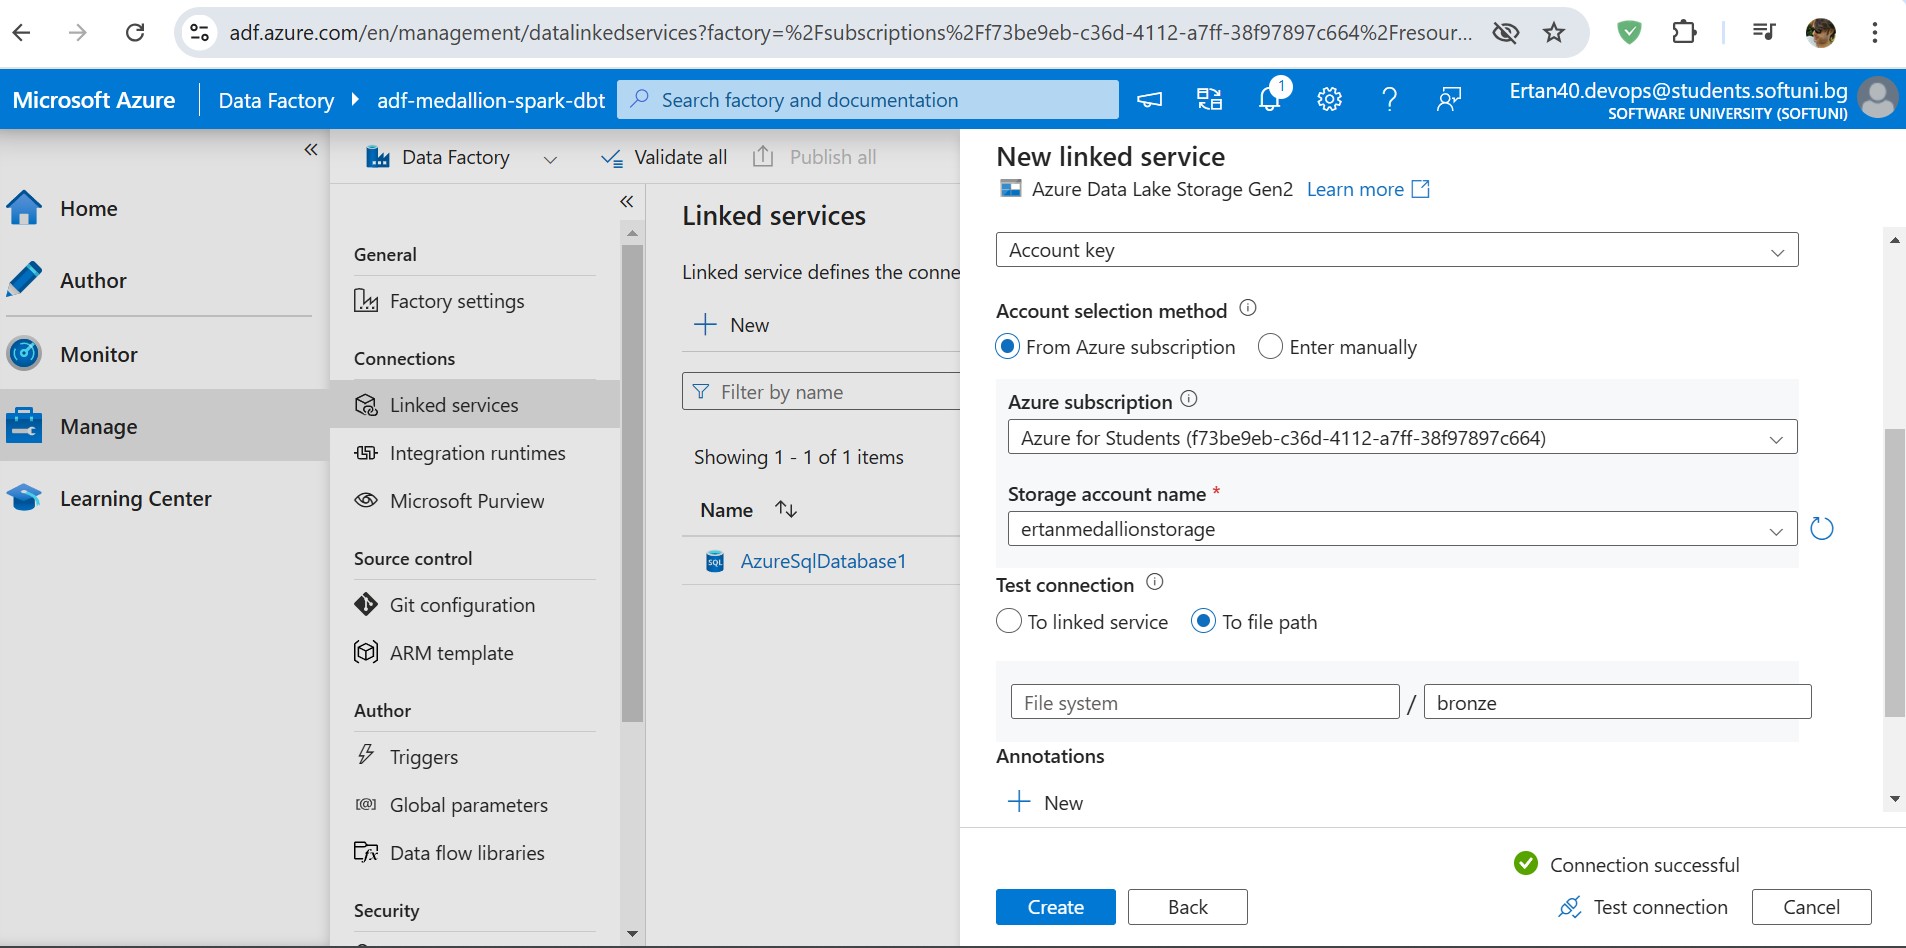 adf.azure.com/en/management/datalinkedservices?factory=%2Fsubscriptions%2Ff73be9eb-c36d-4112-a7ff-38f97897c664%2Fresour...
Microsoft Azure
Data Factory
adf-medallion-spark-dbt
Search factory and documentation
1
Ertan40.devops@students.softuni.bg
SOFTWARE UNIVERSITY (SOFTUNI)
Home
Author
Monitor
Manage
Learning Center
Data Factory
Validate all
Publish all
General
Factory settings
Connections
Linked services
Integration runtimes
Microsoft Purview
Source control
Git configuration
ARM template
Author
Triggers
Global parameters
Data flow libraries
Security
Linked services
Linked service defines the conne
New
Filter by name
Showing 1 - 1 of 1 items
Name
SQL
AzureSqlDatabase1
New linked service
Azure Data Lake Storage Gen2 Learn more
Account key
Account selection method
From Azure subscription
Enter manually
Azure subscription
Azure for Students (f73be9eb-c36d-4112-a7ff-38f97897c664)
Storage account name *
ertanmedallionstorage
Test connection
To linked service
To file path
File system / bronze
Annotations
New
Connection successful
Create
Back
Test connection
Cancel